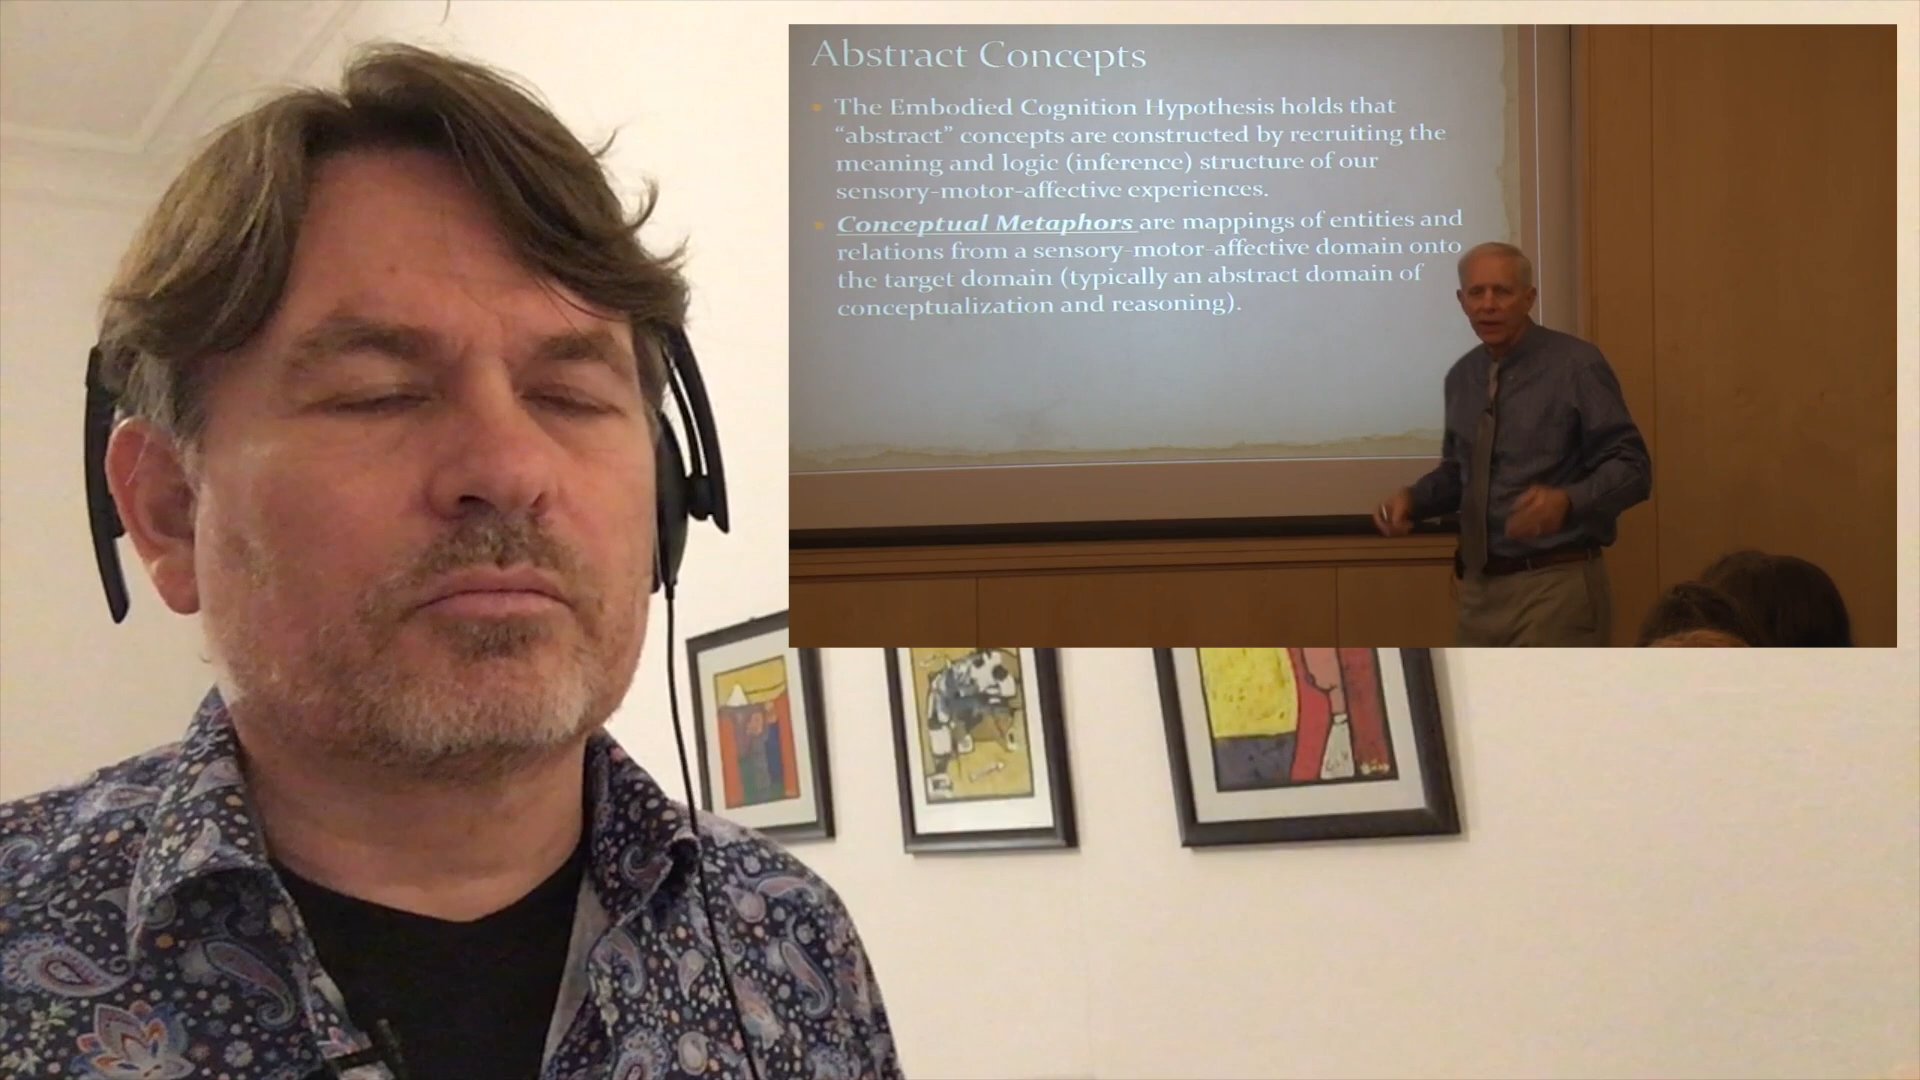 Abstract Concepts
The Embodied Cognition Hypothesis holds that
“abstract” concepts are constructed by recruiting the
meaning and logic (inference) structure of our
sensory-motor-affective experiences.
Conceptual Metaphors are mappings of entities and
relations from a sensory-motor-affective domain onto
the target domain (typically an abstract domain of
conceptualization and reasoning).